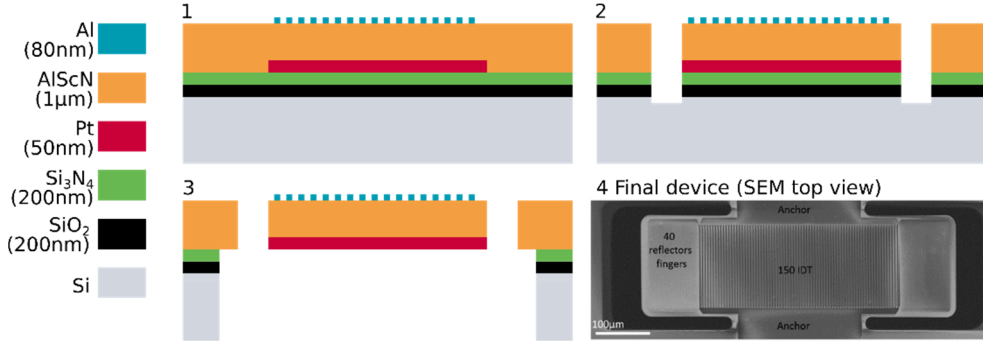 Al
(80nm)
AlScN
(1μm)
Pt
(50nm)
Si₃N₄
(200nm)
SiO₂
(200nm)
Si
1
2
3
4 Final device (SEM top view)
Anchor
40
reflectors
fingers
150 IDT
100μm
Anchor